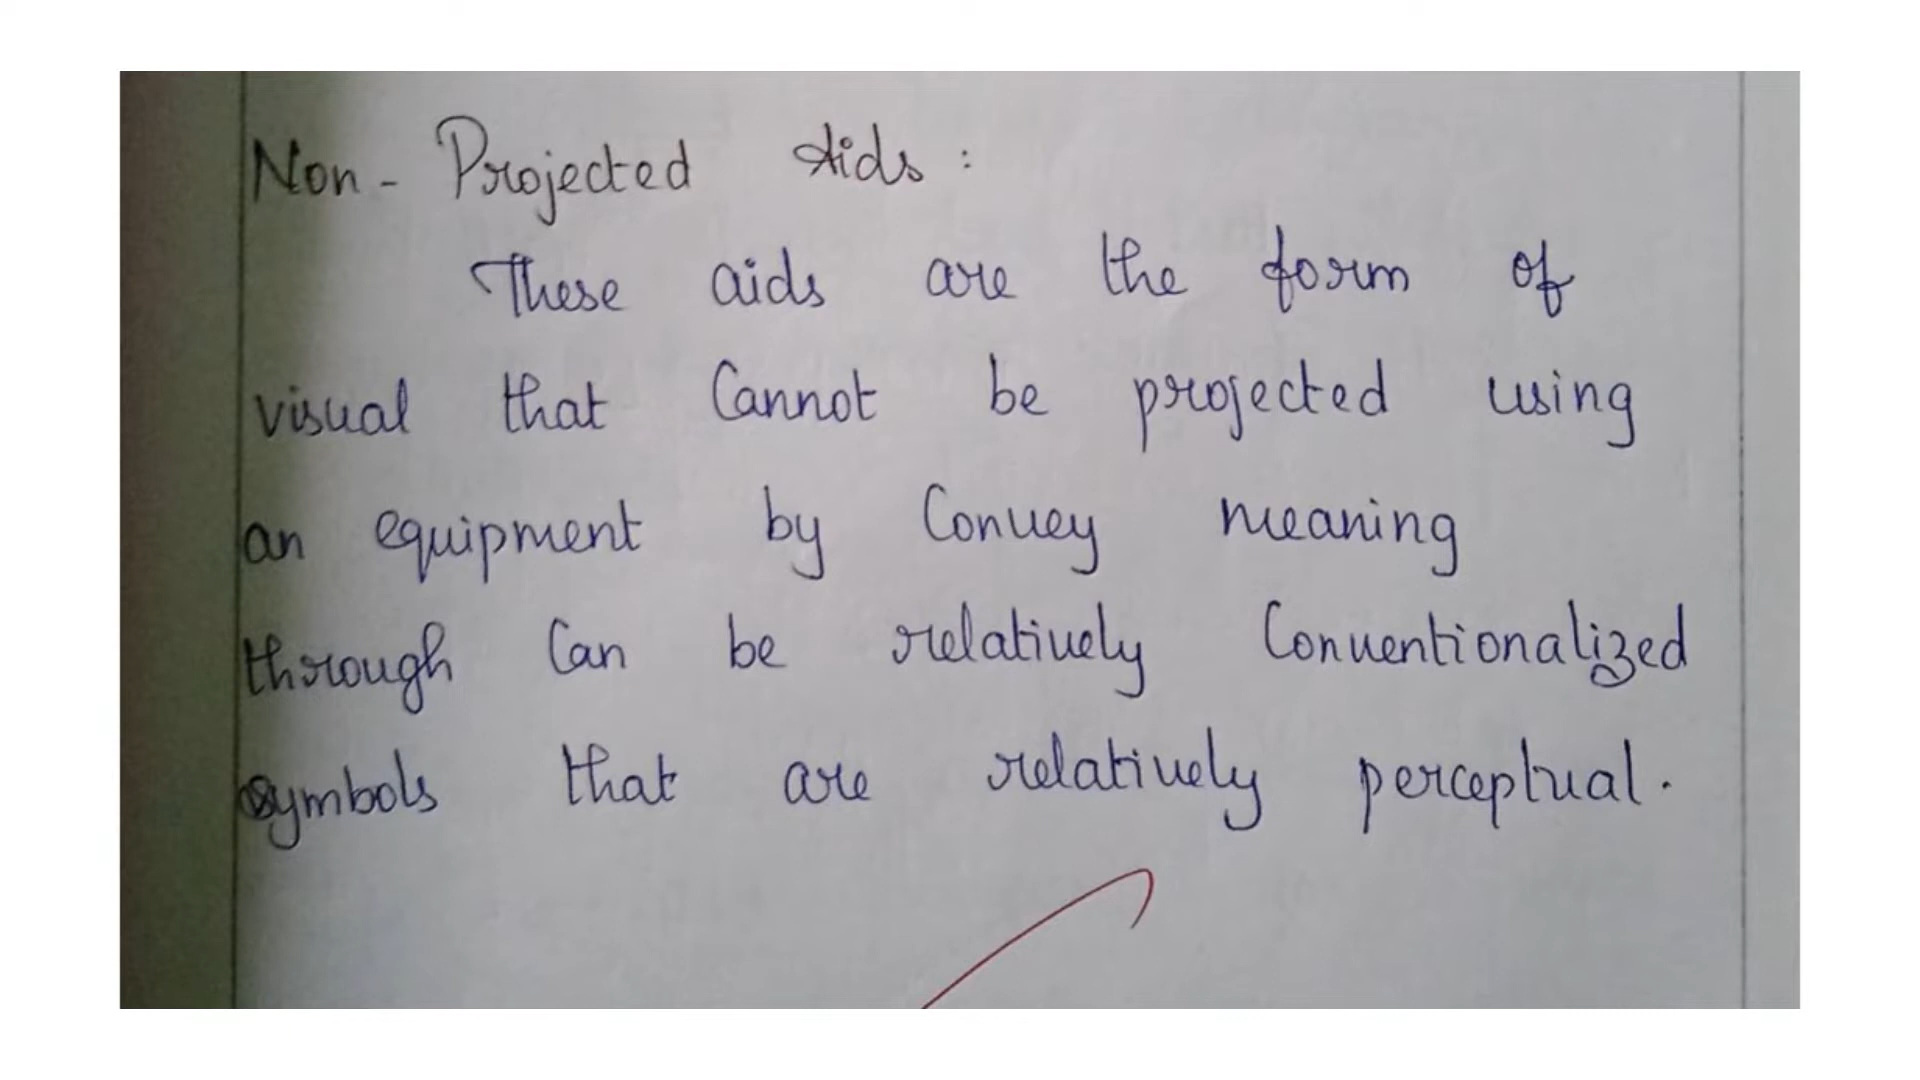 Non - Projected Aids :
These aids are the form of
visual that Cannot be projected using
an equipment by Convey meaning
through Can be relatively Conventionalized
symbols that are relatively perceptual.